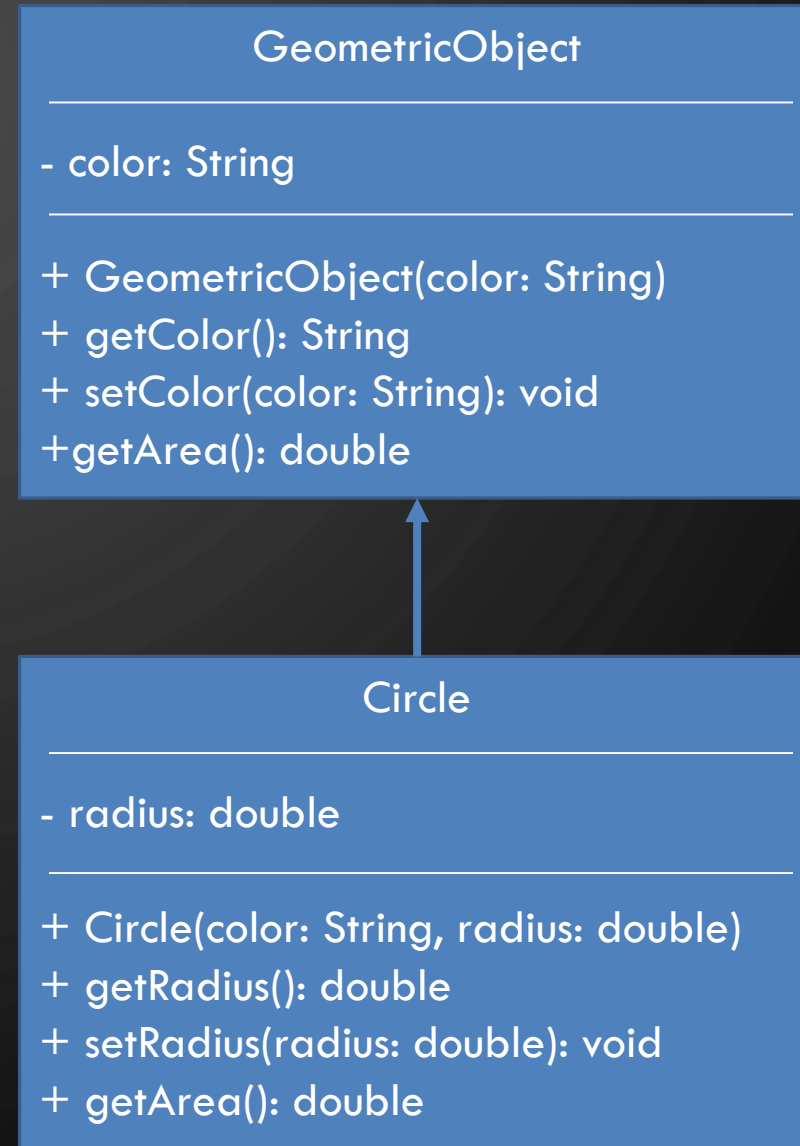 GeometricObject
- color: String
+ GeometricObject(color: String)
+ getColor(): String
+ setColor(color: String): void
+getArea(): double
Circle
- radius: double
+ Circle(color: String, radius: double)
+ getRadius(): double
+ setRadius(radius: double): void
+ getArea(): double